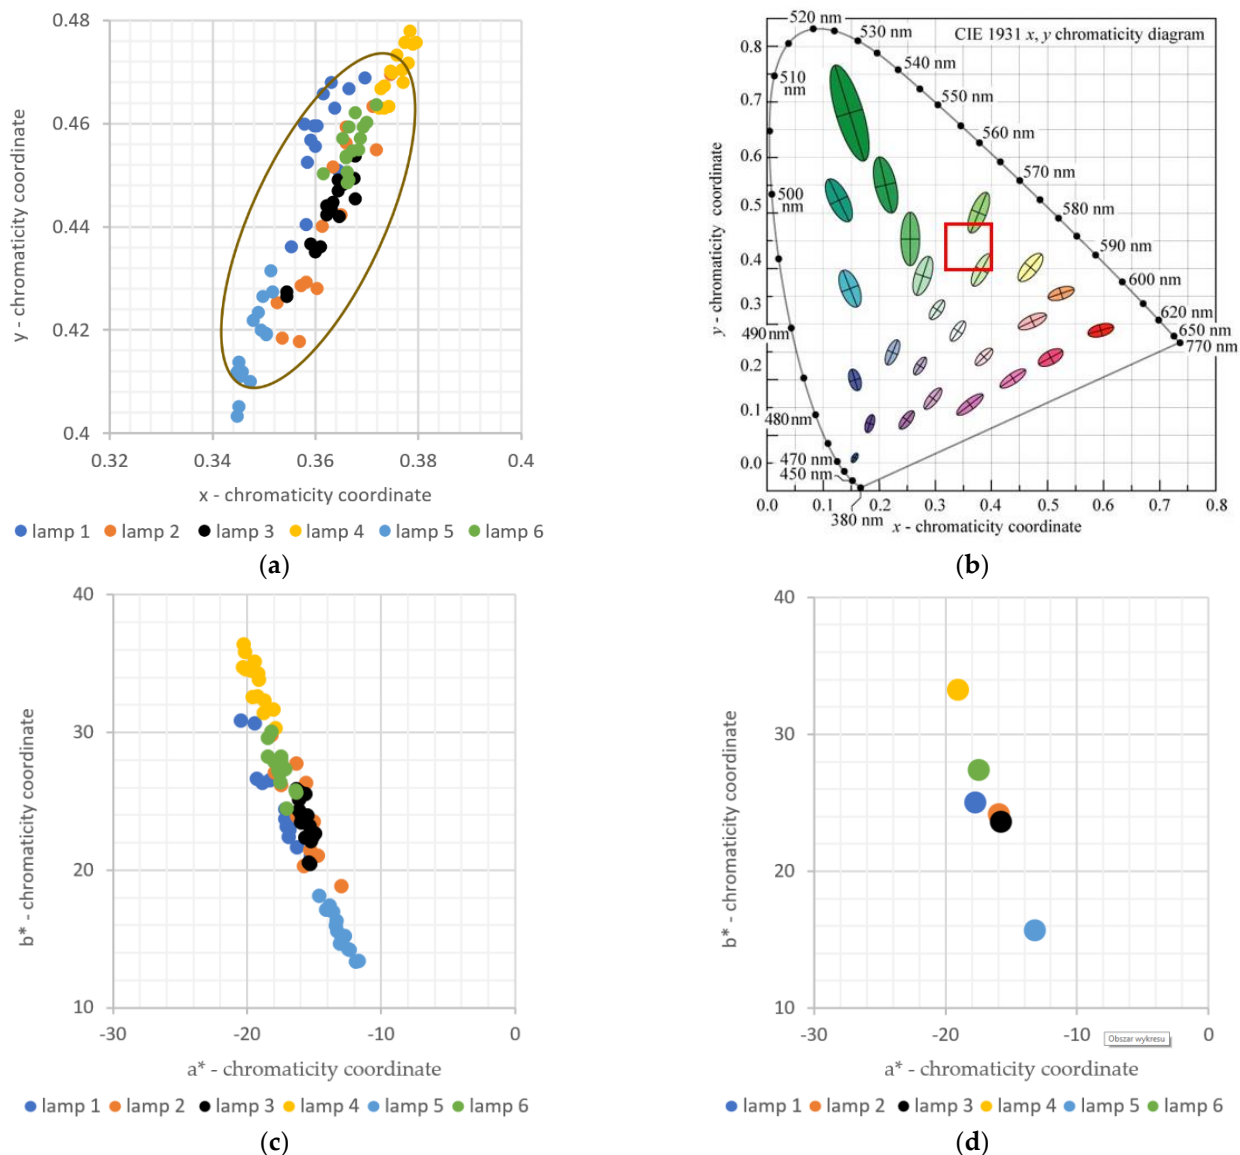 0.48
0.46
0.44
0.42
0.4
y - chromaticity coordinate
0.32
0.34
0.36
0.38
0.4
x - chromaticity coordinate
lamp 1 lamp 2 lamp 3 lamp 4 lamp 5 lamp 6
(a)
CIE 1931 x, y chromaticity diagram
0.8
0.7
0.6
0.5
0.4
0.3
0.2
0.1
0.0
y - chromaticity coordinate
520 nm
530 nm
540 nm
550 nm
560 nm
570 nm
580 nm
590 nm
600 nm
620 nm
650 nm
770 nm
510
nm
500
nm
490nm
480nm
470 nm
450nm
380 nm
0.0 0.1 0.2 0.3 0.4 0.5 0.6 0.7 0.8
x - chromaticity coordinate
(b)
40
30
20
10
b* - chromaticity coordinate
-30 -20 -10 0
a* - chromaticity coordinate
lamp 1 lamp 2 lamp 3 lamp 4 lamp 5 lamp 6
(c)
40
30
20
10
b* - chromaticity coordinate
-30 -20 -10 0
Obszar wykresu
a* - chromaticity coordinate
lamp 1 lamp 2 lamp 3 lamp 4 lamp 5 lamp 6
(d)